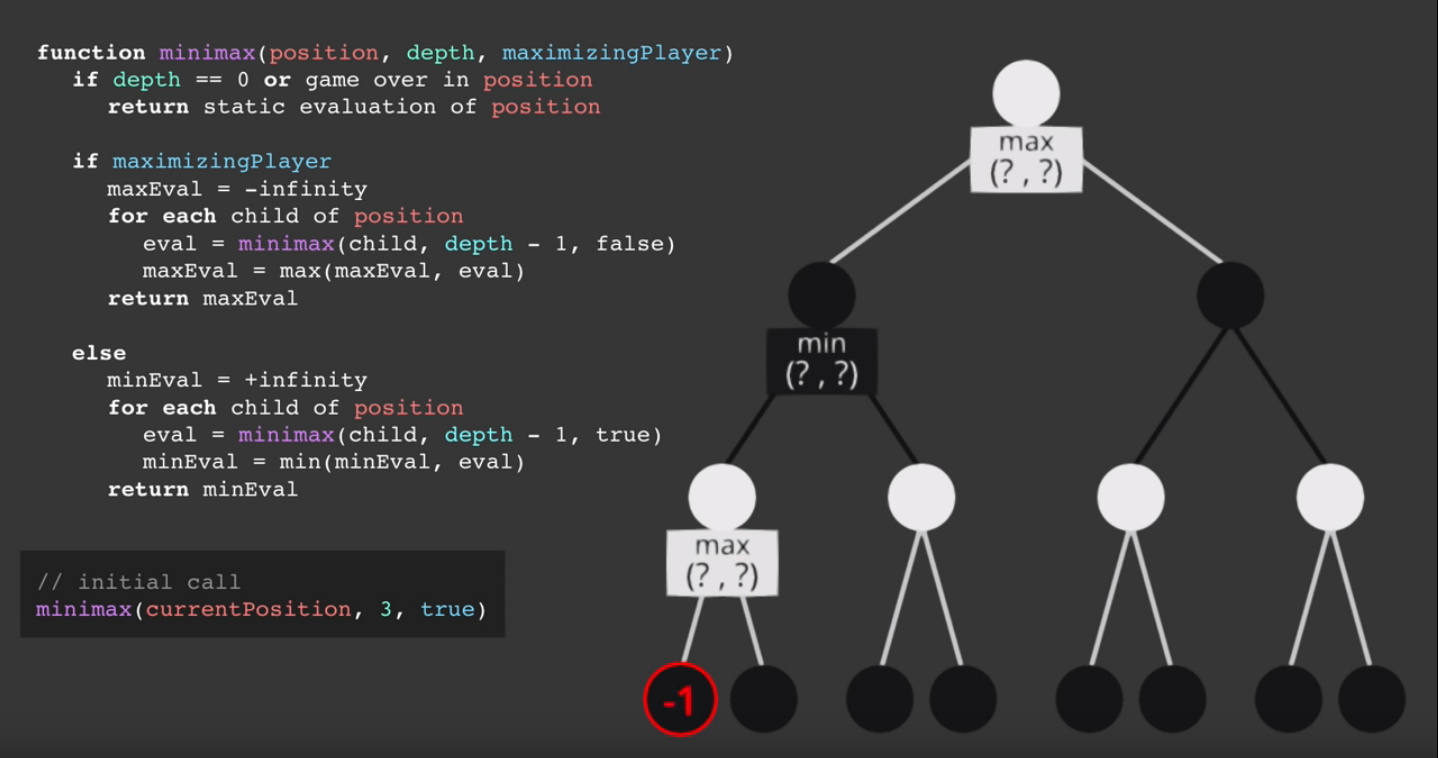 function minimax(position, depth, maximizingPlayer)
if depth == 0 or game over in position
return static evaluation of position
if maximizingPlayer
maxEval = -infinity
for each child of position
eval = minimax(child, depth - 1, false)
maxEval = max(maxEval, eval)
return maxEval
else
minEval = +infinity
for each child of position
eval = minimax(child, depth - 1, true)
minEval = min(minEval, eval)
return minEval
// initial call
minimax(currentPosition, 3, true)
max
(? , ?)
min
(? , ?)
max
(? , ?)
-1